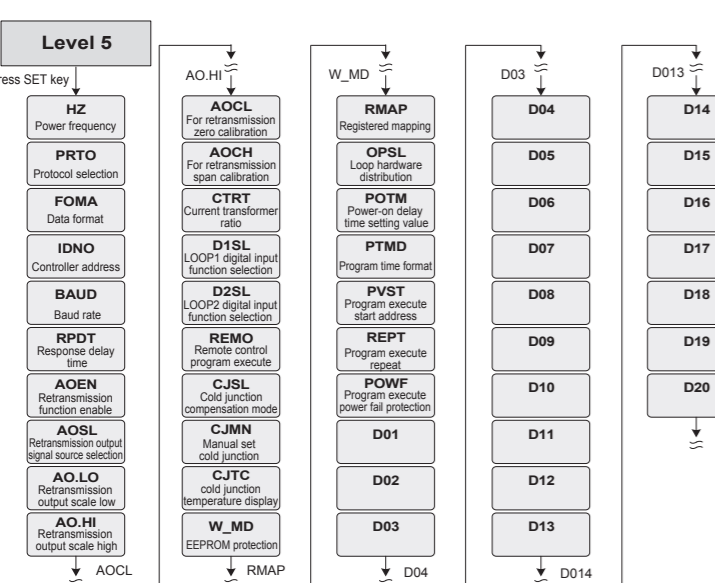 Level 5
ress SET key
HZ
Power frequency
PRTO
Protocol selection
FOMA
Data format
IDNO
Controller address
BAUD
Baud rate
RPDT
Response delay
time
AOEN
Retransmission
function enable
AOSL
Retransmission output
signal source selection
AO.LO
Retransmission
output scale low
AO.HI
Retransmission
output scale high
AOCL
AO.HI
AOCL
For retransmission
zero calibration
AOCH
For retransmission
span calibration
CTRT
Current transformer
ratio
D1SL
LOOP1 digital input
function selection
D2SL
LOOP2 digital input
function selection
REMO
Remote control
program execute
CJSL
Cold junction
compensation mode
CJMN
Manual set
cold junction
CJTC
cold junction
temperature display
W_MD
EEPROM protection
RMAP
W_MD
RMAP
Registered mapping
OPSL
Loop hardware
distribution
POTM
Power-on delay
time setting value
PTMD
Program time format
PVST
Program execute
start address
REPT
Program execute
repeat
POWF
Program execute
power fail protection
D01
D02
D03
D04
D03
D04
D05
D06
D07
D08
D09
D10
D11
D12
D13
D014
D013
D14
D15
D16
D17
D18
D19
D20